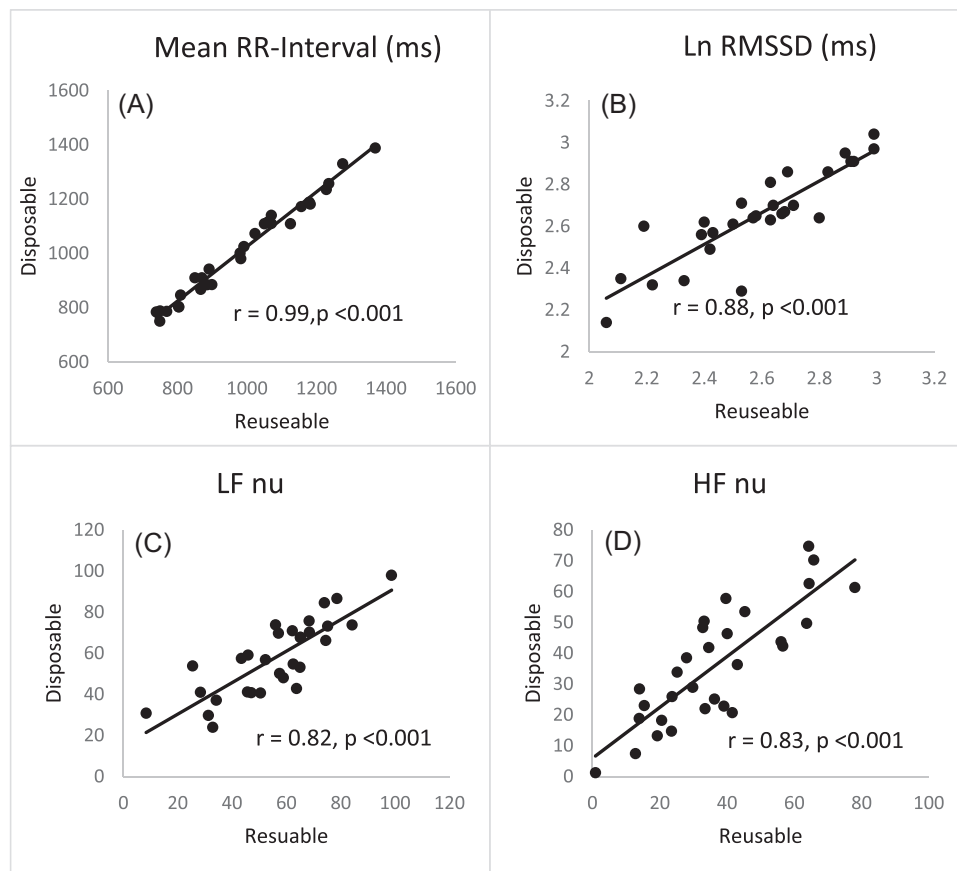 Mean RR-Interval (ms)
(A)
1600
1400
1200
1000
800
600
Disposable
r = 0.99,p <0.001
600 800 1000 1200 1400 1600
Reuseable
Ln RMSSD (ms)
(B)
3.2
3
2.8
2.6
2.4
2.2
2
Disposable
r = 0.88, p <0.001
2 2.2 2.4 2.6 2.8 3 3.2
Reuseable
LF nu
(C)
120
100
80
60
40
20
0
Disposable
r = 0.82, p <0.001
0 20 40 60 80 100 120
Resuable
HF nu
(D)
80
70
60
50
40
30
20
10
0
Disposable
r = 0.83, p <0.001
0 20 40 60 80 100
Reusable